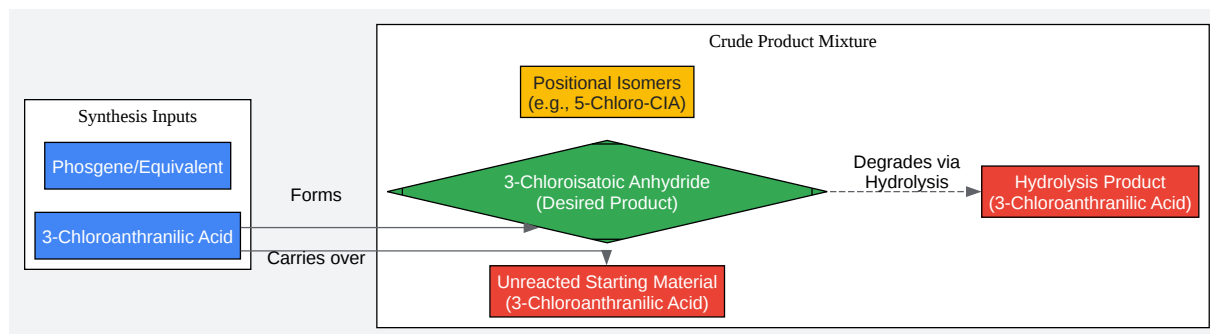 Crude Product Mixture
Positional Isomers
(e.g., 5-Chloro-CIA)
Synthesis Inputs
Phosgene/Equivalent
3-Chloroanthranilic Acid
Forms
Carries over
3-Chloroisatoic Anhydride
(Desired Product)
Degrades via
Hydrolysis
Hydrolysis Product
(3-Chloroanthranilic Acid)
Unreacted Starting Material
(3-Chloroanthranilic Acid)